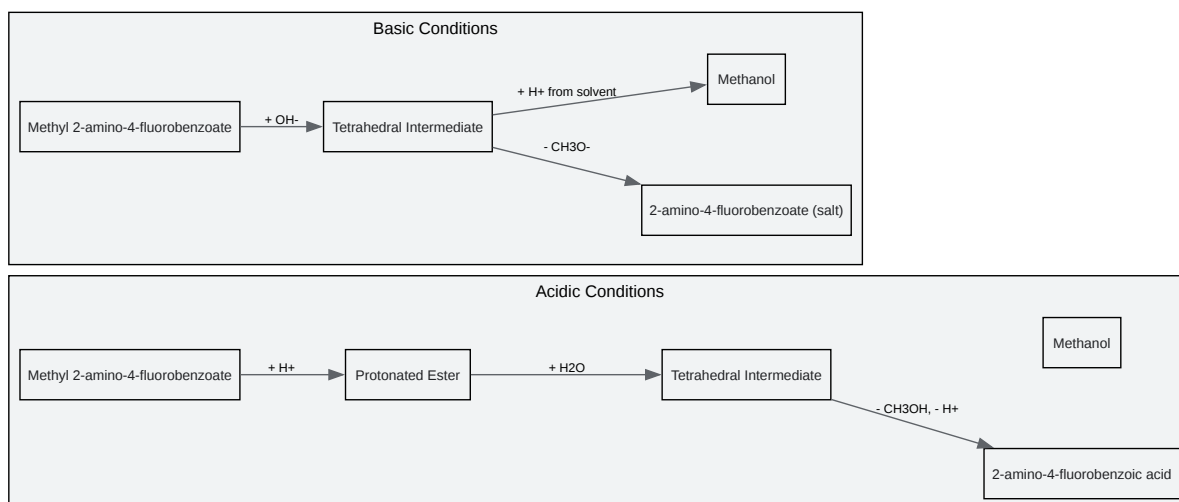 Basic Conditions
Methyl 2-amino-4-fluorobenzoate
+ OH-
Tetrahedral Intermediate
+ H+ from solvent
Methanol
- CH3O-
2-amino-4-fluorobenzoate (salt)
Acidic Conditions
Methyl 2-amino-4-fluorobenzoate
+ H+
Protonated Ester
+ H2O
Tetrahedral Intermediate
Methanol
- CH3OH, - H+
2-amino-4-fluorobenzoic acid